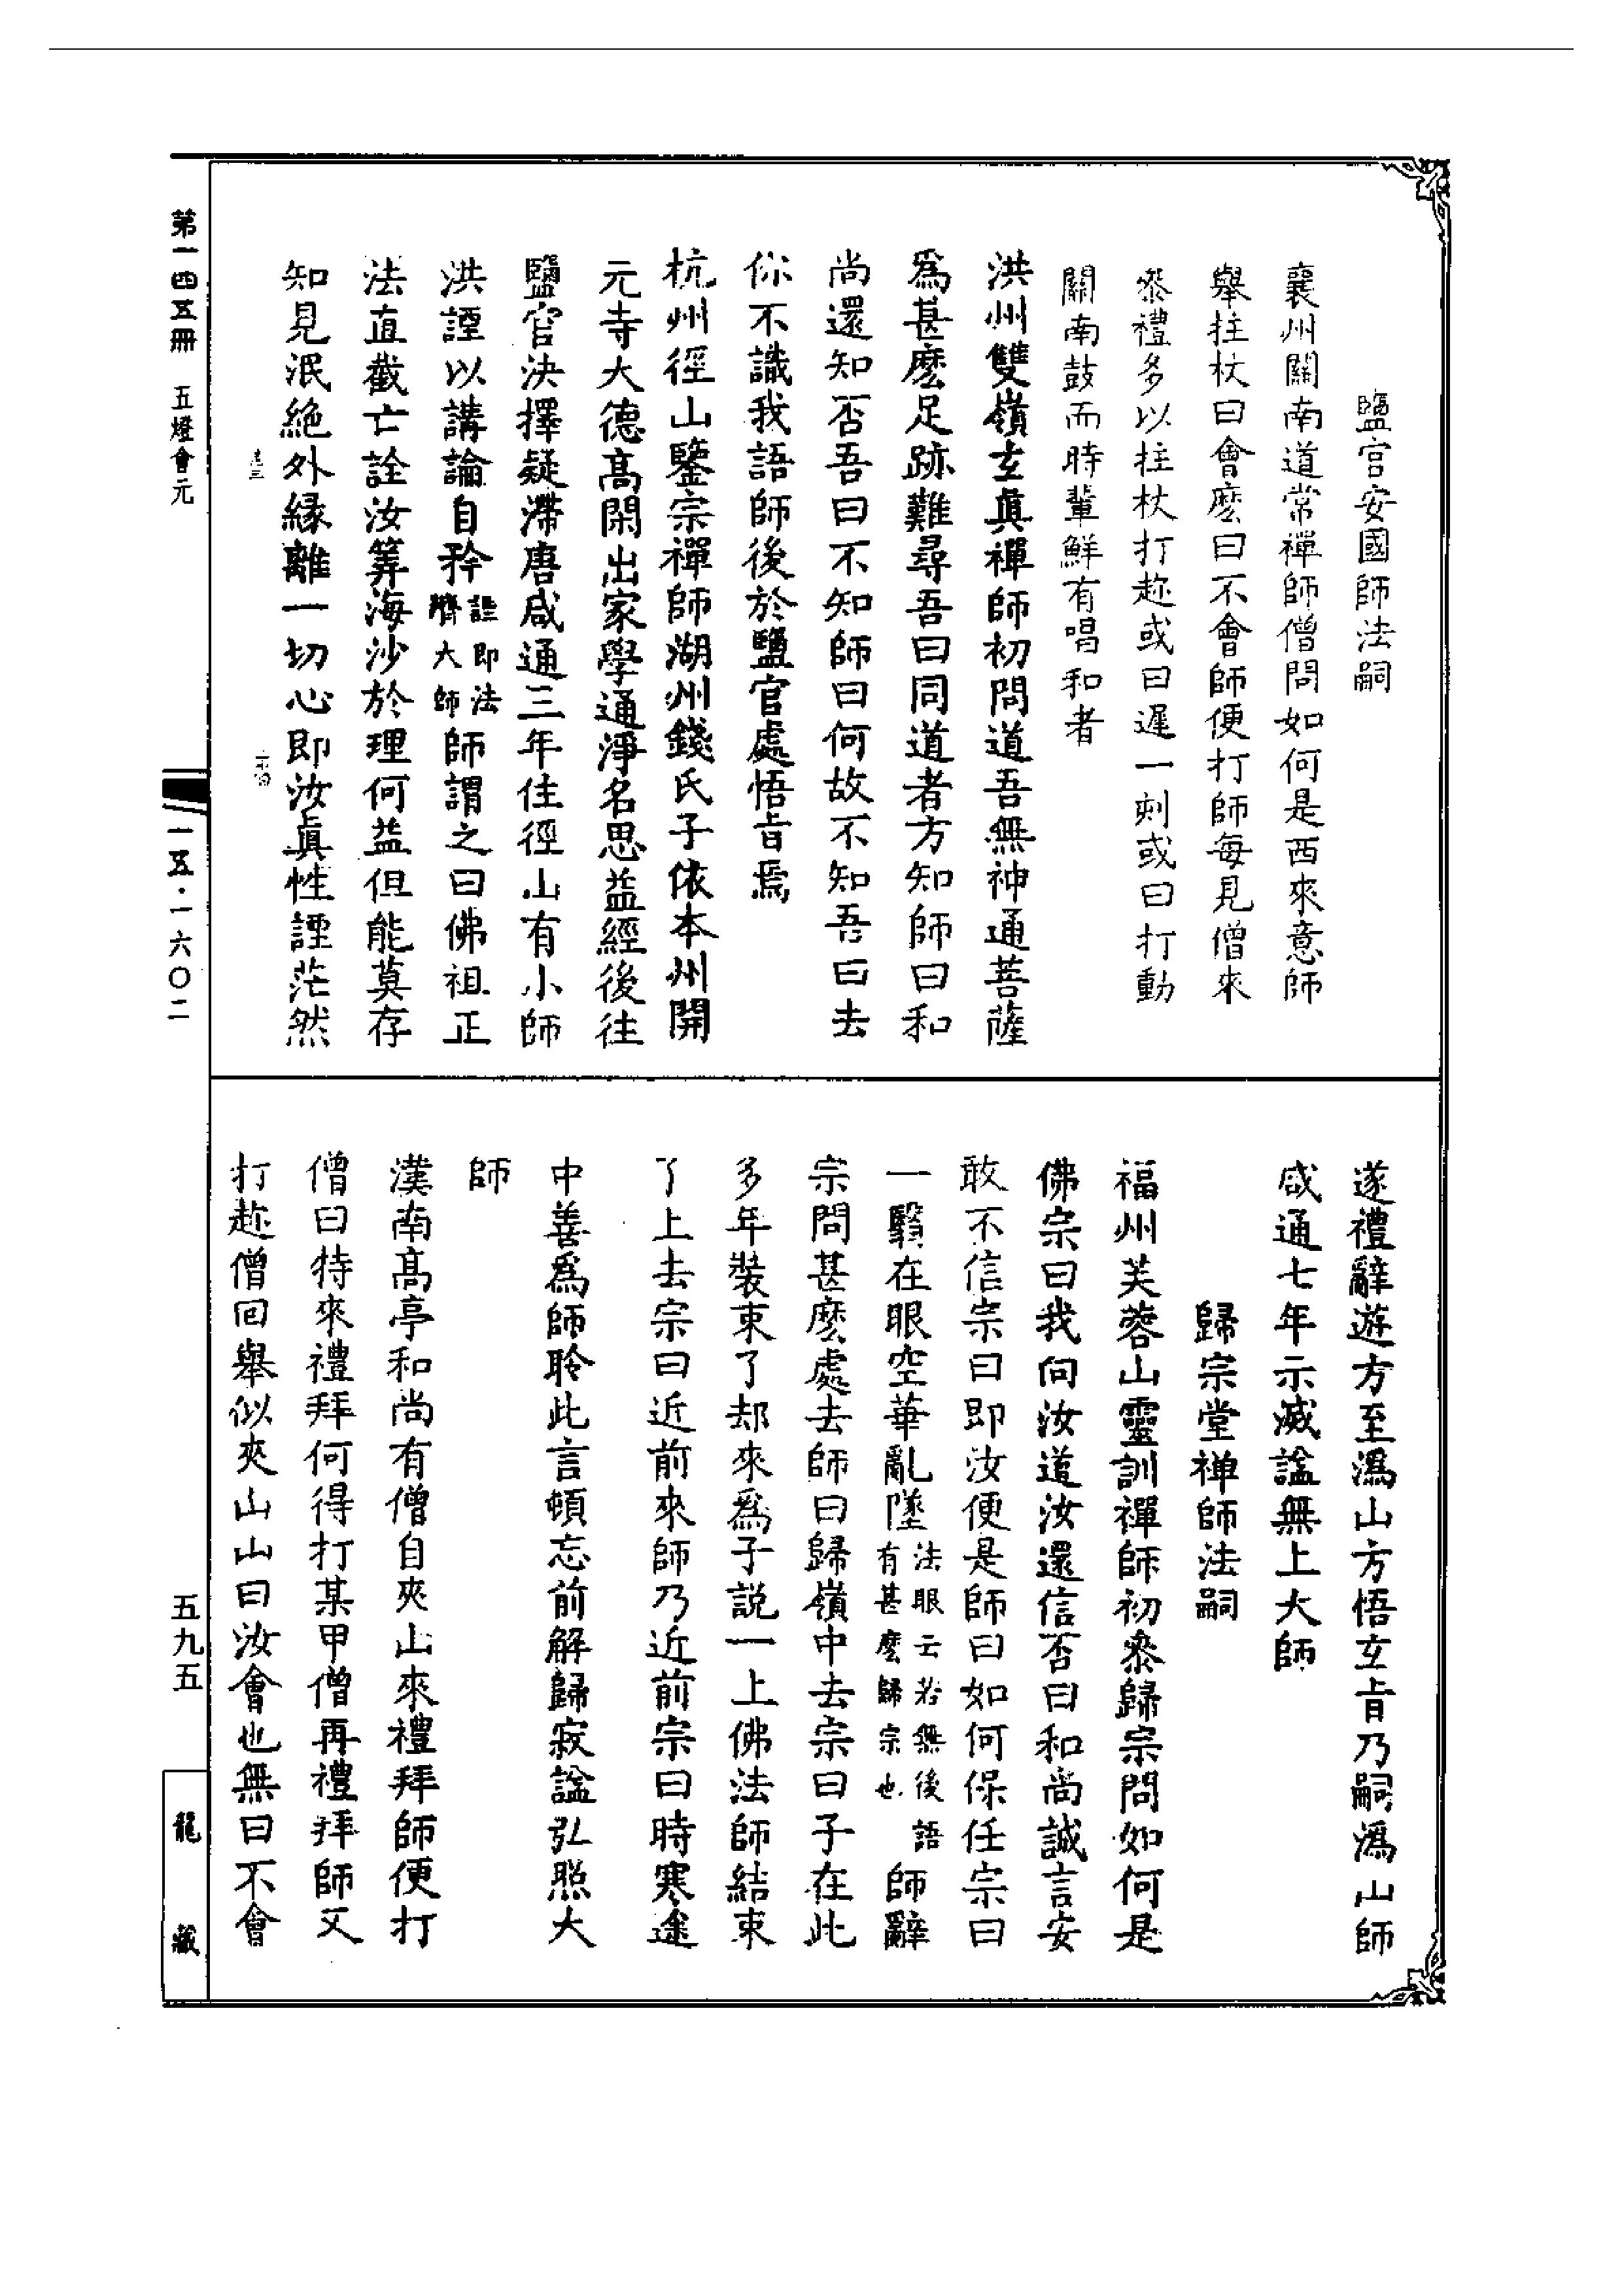 鹽官安國師法嗣
襄州關南道常禪師僧問如何是西來意師
舉拄杖曰會麽曰不會師便打師每見僧來
叅禮多以拄杖打趂或曰遲一刻或曰打動
關南鼓而時輩鮮有唱和者
洪州雙嶺玄眞禪師初問道吾無神通菩薩
爲甚麽足跡難尋吾曰同道者方知師曰和
尚還知否吾曰不知師曰何故不知吾曰去
你不識我語師後於鹽官處悟旨焉
杭州徑山鑒宗禪師湖州錢氏子依本州開
元寺大德高閑出家學通淨名思益經後往
鹽官決擇疑滯唐咸通三年住徑山有小師
洪諲以講論自矜諲即法濟大師師謂之曰佛祖正
法直截亡詮汝筭海沙於理何益但能莫存
知見泯絶外緣離一切心即汝眞性諲茫然
遂禮辭遊方至潙山方悟玄旨乃嗣潙山師
咸通七年示滅諡無上大師
歸宗堂禅師法嗣
福州芙蓉山靈訓禪師初叅歸宗問如何是
佛宗曰我向汝道汝還信否曰和尚誠言安
敢不信宗曰即汝便是師曰如何保任宗曰
一翳在眼空華亂墜法眼云若無後語有甚麽歸宗也師辭
宗問甚麽處去師曰歸嶺中去宗曰子在此
多年裝束了却來爲子説一上佛法師結束
了上去宗曰近前來師乃近前宗曰時寒途
中善爲師聆此言頓忘前解歸寂諡弘照大
師
漢南高亭和尚有僧自夾山來禮拜師便打
僧曰特來禮拜何得打某甲僧再禮拜師又
打趂僧回舉似夾山山曰汝會也無曰不會
第一四五冊　五燈會元
一五·一六〇二
五九五
龍藏